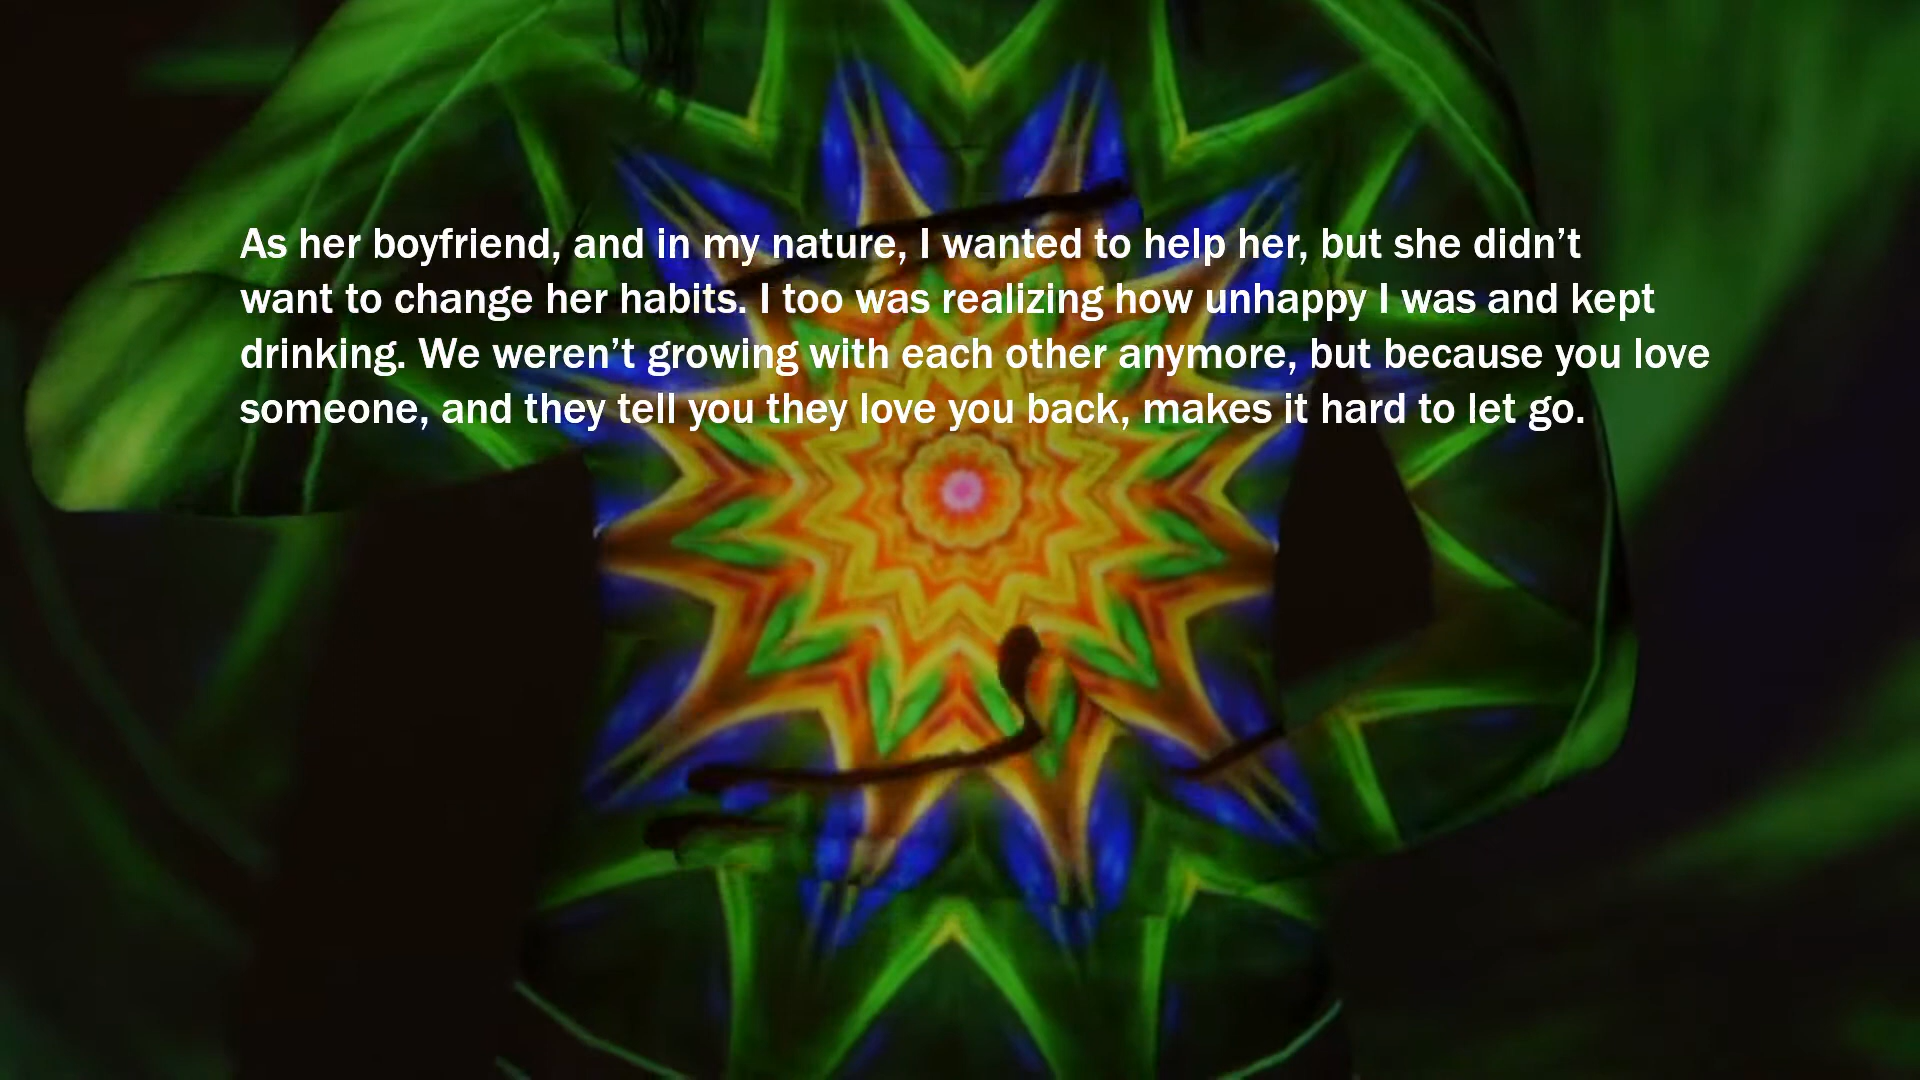 As her boyfriend, and in my nature, I wanted to help her, but she didn’t
want to change her habits. I too was realizing how unhappy I was and kept
drinking. We weren’t growing with each other anymore, but because you love
someone, and they tell you they love you back, makes it hard to let go.